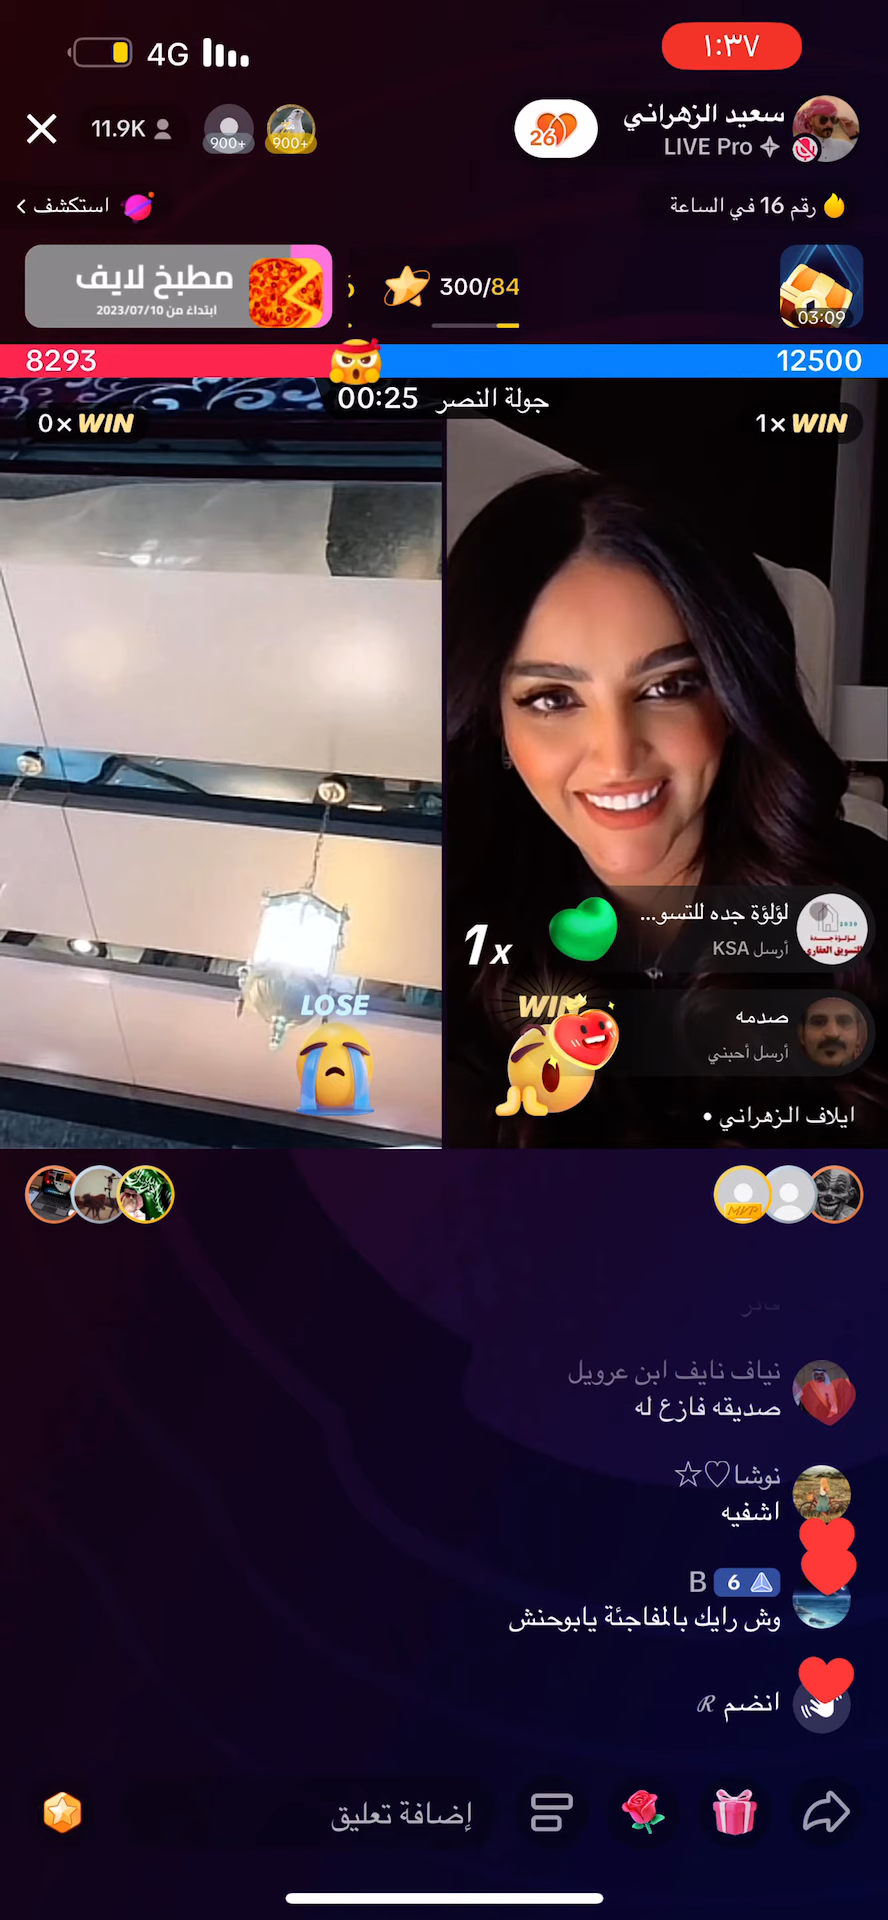 4G
١:٣٧
سعيد الزهراني
LIVE Pro
26
900+
900+
11.9K
رقم 16 في الساعة
استكشف
مطبخ لايف
ابتداءً من 2023/07/10
300/84
03:09
8293
12500
جولة النصر 00:25
0× WIN
1× WIN
لؤلؤة جده للتسو...
أرسل KSA
1x
LOSE
WIN
صدمه
أرسل أحبني
ايلاف الزهراني •
MVP
نياف نايف ابن عرويل
صديقه فازع له
نوشا♡☆
اشفيه
6 B
وش رايك بالمفاجئة يابوحنش
انضم R
إضافة تعليق